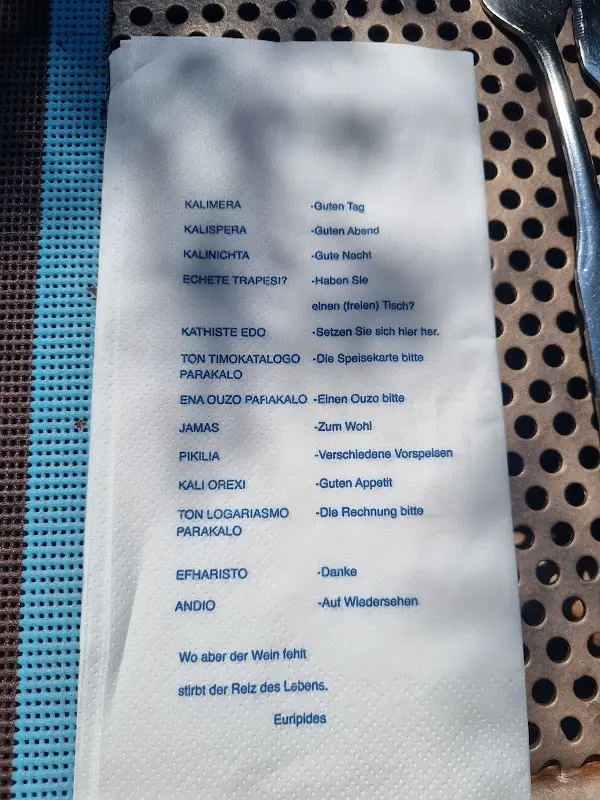 KALIMERA -Guten Tag
KALISPERA -Guten Abend
KALINICHTA -Gute Nacht
ECHETE TRAPESI? -Haben Sie
einen (freien) Tisch?
KATHISTE EDO -Setzen Sie sich hier her.
TON TIMOKATALOGO -Die Speisekarte bitte
PARAKALO
ENA OUZO PARAKALO -Einen Ouzo bitte
JAMAS -Zum Wohl
PIKILIA -Verschiedene Vorspeisen
KALI OREXI -Guten Appetit
TON LOGARIASMO -Die Rechnung bitte
PARAKALO
EFHARISTO -Danke
ANDIO -Auf Wiedersehen
Wo aber der Wein fehlt
stirbt der Reiz des Lebens.
Euripides